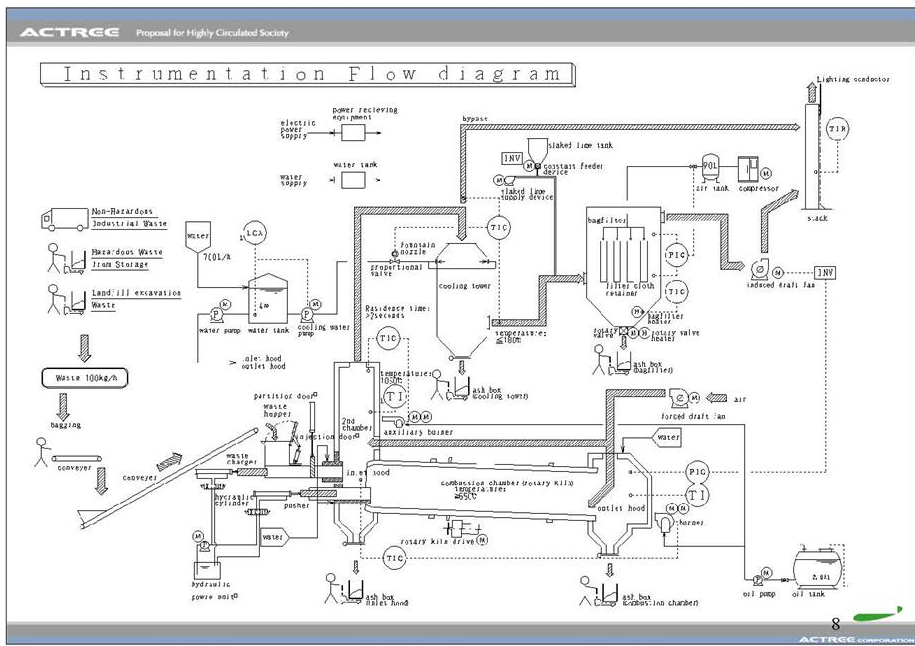 ACTREE Proposal for Highly Circulated Society
Instrumentation Flow diagram
Lighting conductor
power recieving
equipment
electric
power
supply
bypass
TIR
slaked lime tank
INV
constant feeder
device
M
M
slaked lime
supply device
90L
air tank
compressor
M
water tank
water
supply
stack
Non-Hazardous
Industrial Waste
Hazardous Waste
from Storage
Landfill excavation
Waste
water
LCA
TIC
fountain
nozzle
proportional
valve
cooling tower
bagfilter
filter cloth
retainer
PIC
TIC
M
INV
induced draft fan
M
bagfilter
heater
rotary
valve
M
H
rotary valve
heater
P
M
water pump
water tank
P
M
cooling water
pump
Residence time:
>2seconds
TIC
temperature:
≦180℃
inlet hood
outlet hood
ash box
(bagfilter)
Waste 100kg/h
temperature:
TI
ash box
(cooling tower)
partition door
waste
hopper
injection door
2nd
chamber
M
M
auxiliary burner
forced draft fan
M
air
bagging
conveyer
conveyer
waste
charger
inlet hood
water
combustion chamber (rotary kiln)
temperature:
PIC
TI
hydraulic
cylinder
pusher
outlet hood
M
M
burner
water
M
P
rotary kiln drive
M
TIC
hydraulic
power unit
ash box
(inlet hood)
ash box
(combustion chamber)
P
M
oil pump
oil tank
8
ACTREE CORPORATION